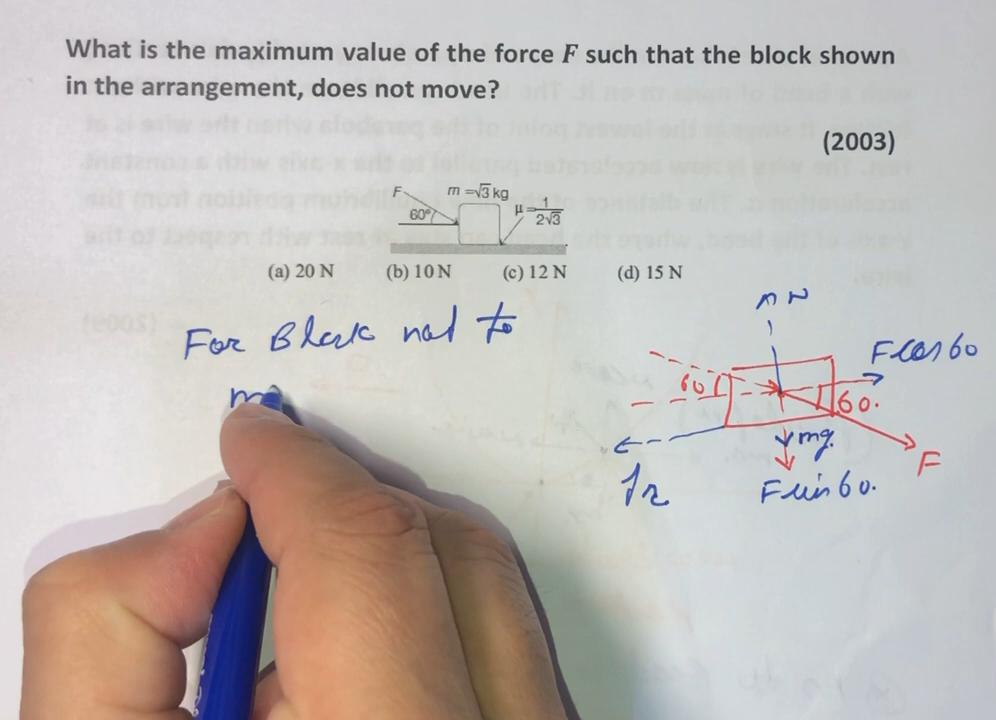 What is the maximum value of the force F such that the block shown
in the arrangement, does not move?
(2003)
F
m =√3 kg
60°
μ = 1/2√3
(a) 20 N (b) 10 N (c) 12 N (d) 15 N
For Block not to
m
N
F cos 60
60
60.
mg.
F
fr
F sin 60.